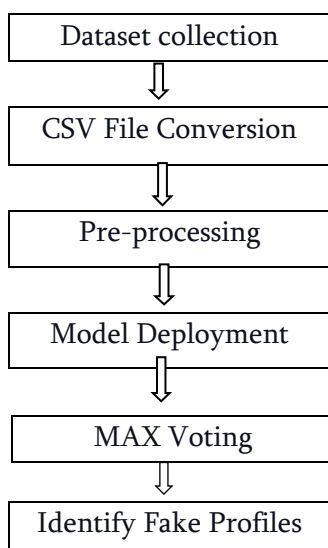 Dataset collection
CSV File Conversion
Pre-processing
Model Deployment
MAX Voting
Identify Fake Profiles